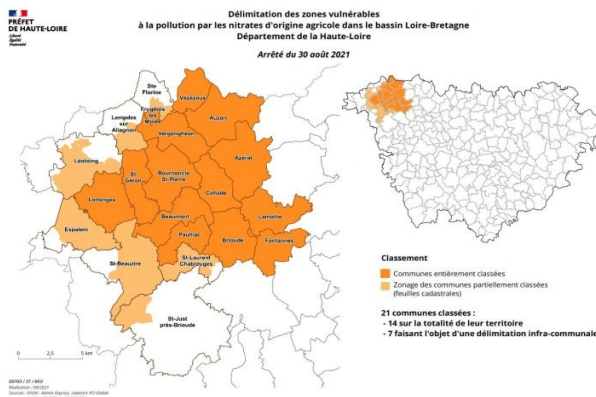 PRÉFET
DE HAUTE-LOIRE
Liberté
Égalité
Fraternité
Délimitation des zones vulnérables
à la pollution par les nitrates d'origine agricole dans le bassin Loire-Bretagne
Département de la Haute-Loire
Arrêté du 30 août 2021
Ste
Florine
Vézézoux
Frugères
les
Mines
Auzon
Lempdes
sur
Allagnon
Vergongheon
Léotoing
Azérat
St
Géron
Bournoncle
St-Pierre
Cohade
Lorlanges
Beaumont
Lamothe
Espalem
Paulhac
Brioude
Fontannes
St-Beauzire
St-Laurent
Chabreuges
St-Just
près-Brioude
Classement
Communes entièrement classées
Zonage des communes partiellement classées
(feuilles cadastrales)
21 communes classées :
- 14 sur la totalité de leur territoire
- 7 faisant l'objet d'une délimitation infra-communale
0 2,5 5 km